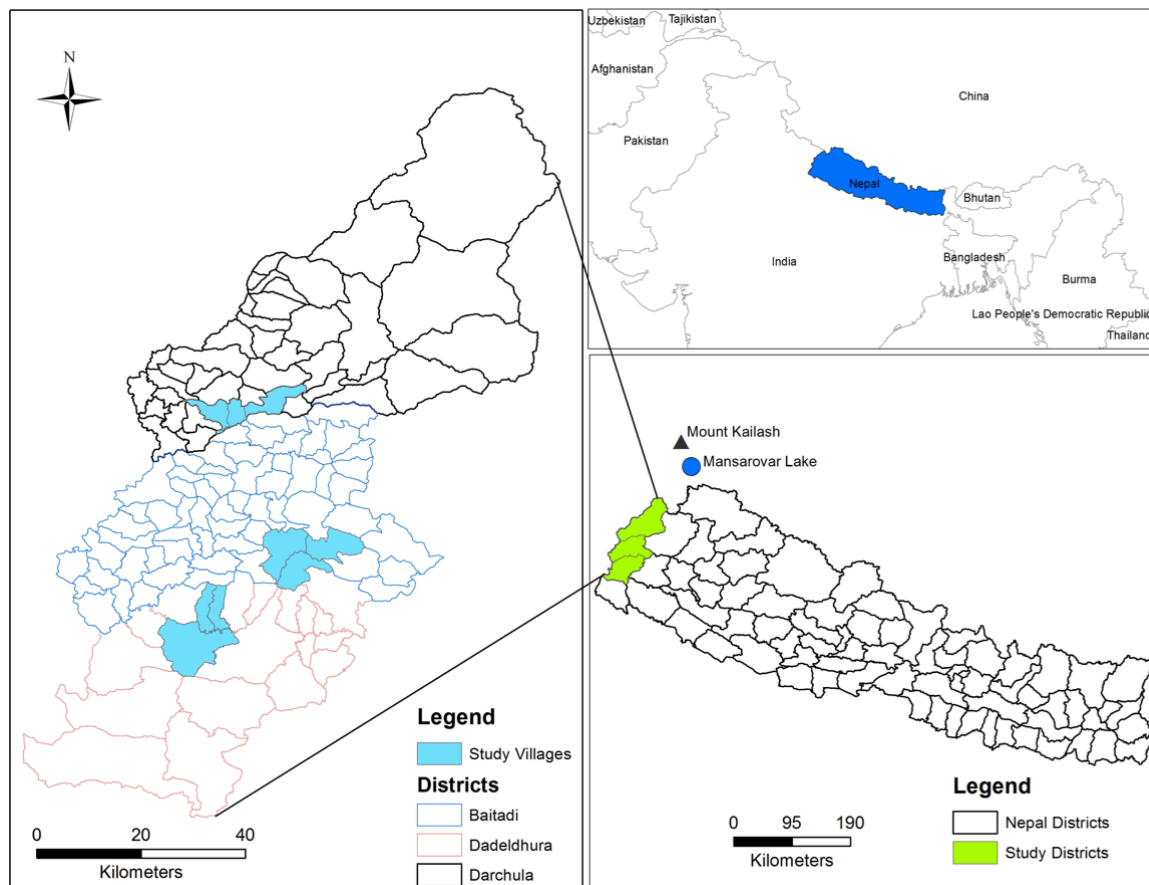 N
Legend
Study Villages
Districts
Baitadi
Dadeldhura
Darchula
0 20 40
Kilometers
Uzbekistan
Tajikistan
Afghanistan
China
Pakistan
Nepal
Bhutan
India
Bangladesh
Burma
Lao People's Democratic Republic
Thailand
Mount Kailash
Mansarovar Lake
Legend
Nepal Districts
Study Districts
0 95 190
Kilometers